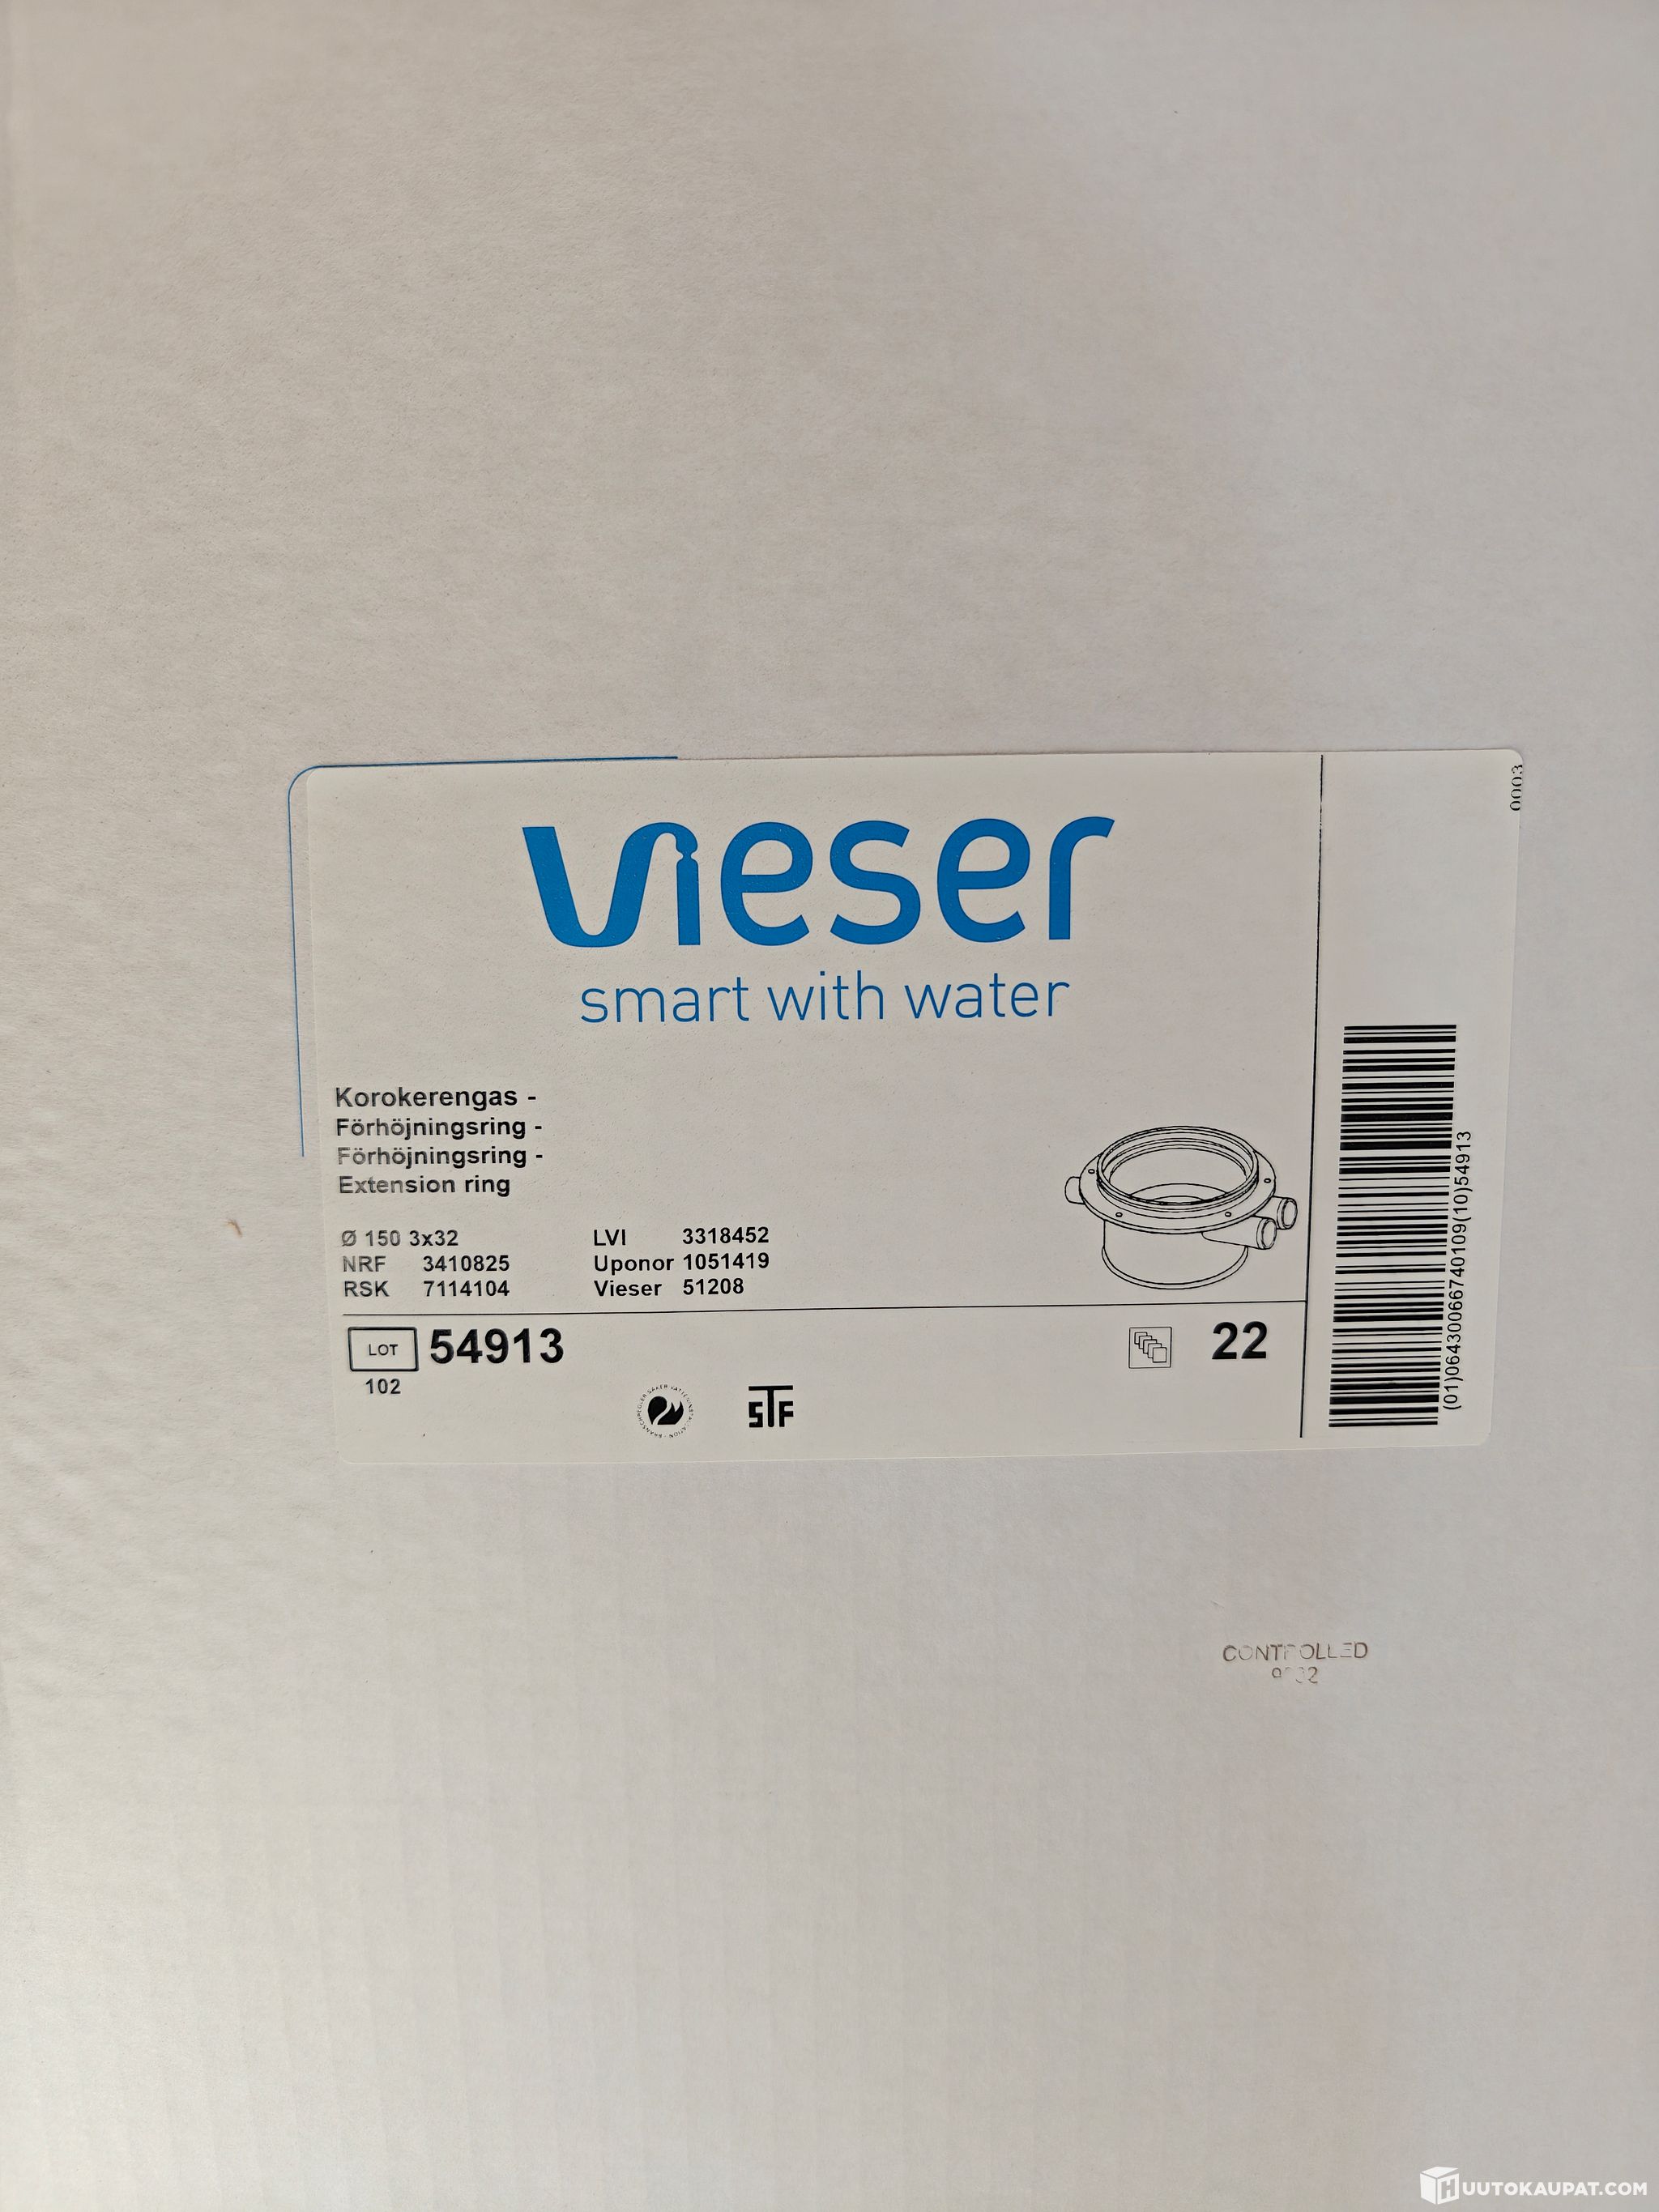 vieser
smart with water
Korokerengas -
Förhöjningsring -
Förhöjningsring -
Extension ring
Ø 150 3x32
NRF 3410825
RSK 7114104
LVI 3318452
Uponor 1051419
Vieser 51208
LOT 54913
102
STF
22
(01)06430066740109(10)54913
0003
CONTROLLED
HUUTOKAUPAT.COM